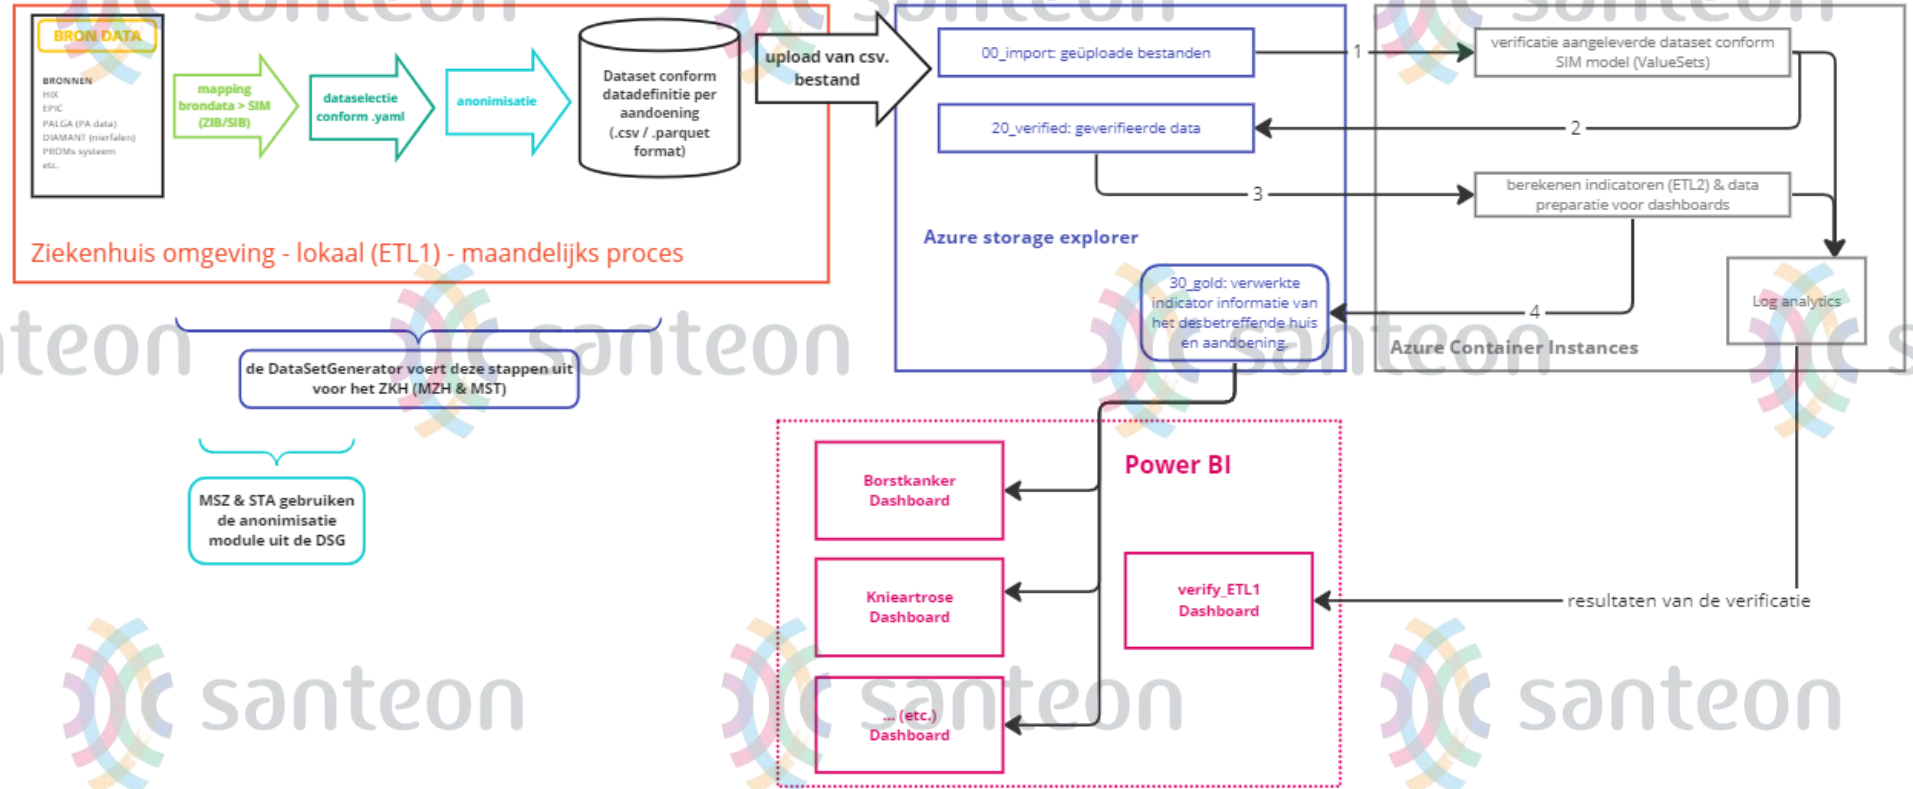 BRON DATA
BRONNEN
HIX
EPIC
PALGA (PA data)
DIAMANT (nierfalen)
PROMs systeem
etc.
mapping
brondata > SIM
(ZIB/SIB)
dataselectie
conform .yaml
anonimisatie
Dataset conform
datadefinitie per
aandoening
(.csv / .parquet
format)
Ziekenhuis omgeving - lokaal (ETL1) - maandelijks proces
upload van csv.
bestand
00_import: geüploade bestanden
20_verified: geverifieerde data
Azure storage explorer
30_gold: verwerkte
indicator informatie van
het desbetreffende huis
en aandoening.
1
2
3
4
verificatie aangeleverde dataset conform
SIM model (ValueSets)
berekenen indicatoren (ETL2) & data
preparatie voor dashboards
Log analytics
Azure Container Instances
de DataSetGenerator voert deze stappen uit
voor het ZKH (MZH & MST)
MSZ & STA gebruiken
de anonimisatie
module uit de DSG
Power BI
Borstkanker
Dashboard
Knieartrose
Dashboard
... (etc.)
Dashboard
verify_ETL1
Dashboard
resultaten van de verificatie
santeon
santeon
santeon
santeon
santeon
santeon